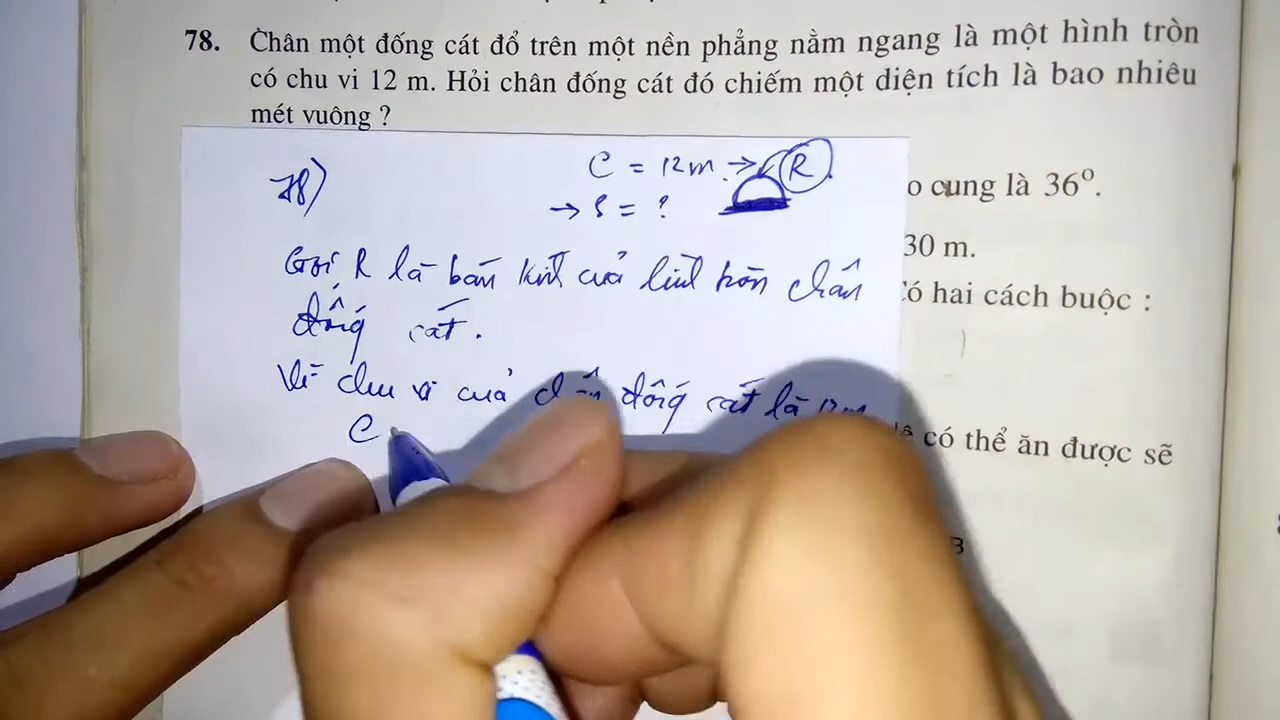 78. Chân một đống cát đổ trên một nền phẳng nằm ngang là một hình tròn
có chu vi 12 m. Hỏi chân đống cát đó chiếm một diện tích là bao nhiêu
mét vuông ?
78)
C = 12m → R
→ S = ?
o cung là 36°.
30 m.
Gọi R là bán kính của hình tròn chân
đống cát.
Có hai cách buộc :
Vì chu vi của đống cát là 12m
C
có thể ăn được sẽ
3